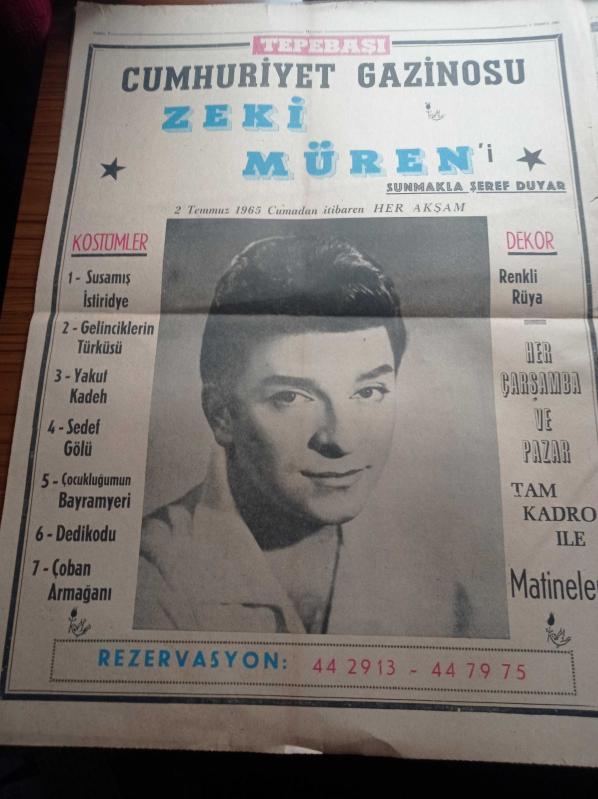 TEPEBAŞI
CUMHURİYET GAZİNOSU
ZEKİ
MÜREN'i
SUNMAKLA ŞEREF DUYAR
2 Temmuz 1965 Cumadan itibaren HER AKŞAM
KOSTÜMLER
1 - Susamış
İstiridye
2 - Gelinciklerin
Türküsü
3 - Yakut
Kadeh
4 - Sedef
Gölü
5 - Çocukluğumun
Bayramyeri
6 - Dedikodu
7 - Çoban
Armağanı
DEKOR
Renkli
Rüya
HER
ÇARŞAMBA
VE
PAZAR
TAM
KADRO
ILE
Matineler
REZERVASYON: 44 29 13 - 44 79 75